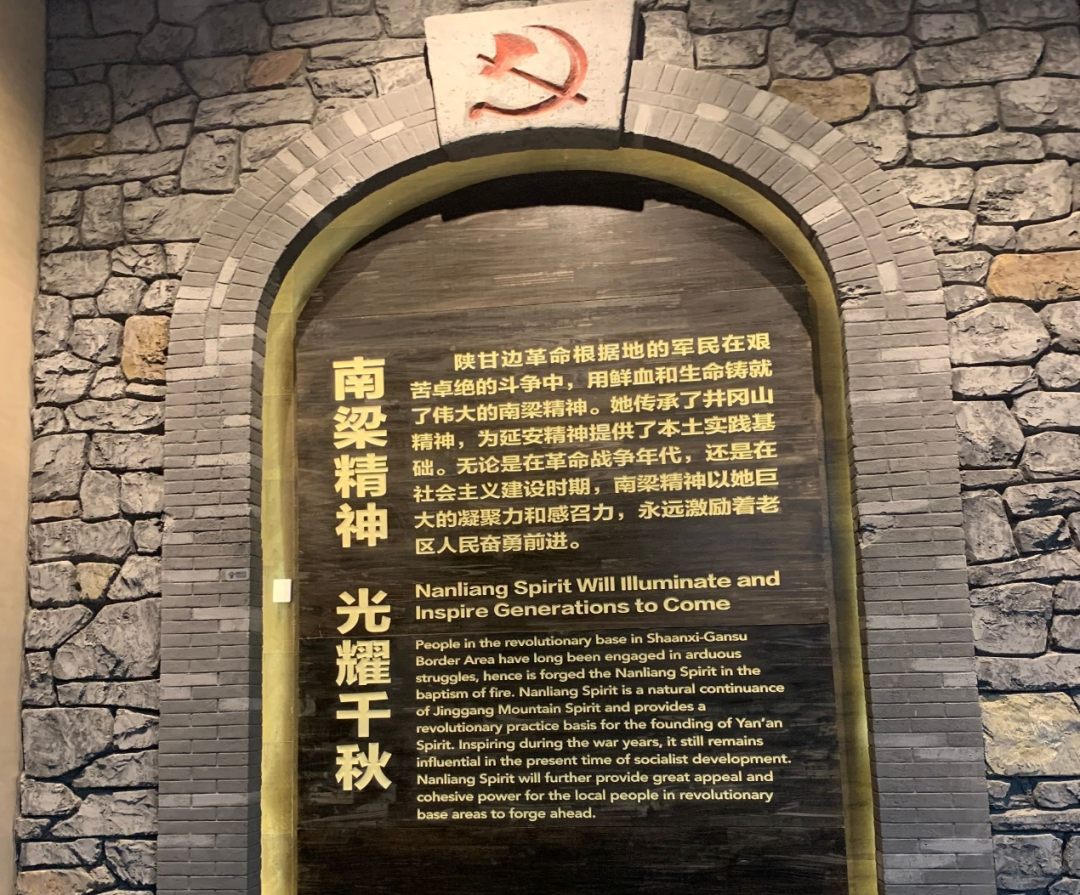 南梁精神 光耀千秋
陕甘边革命根据地的军民在艰
苦卓绝的斗争中，用鲜血和生命铸就
了伟大的南梁精神。她传承了井冈山
精神，为延安精神提供了本土实践基
础。无论是在革命战争年代，还是在
社会主义建设时期，南梁精神以她巨
大的凝聚力和感召力，永远激励着老
区人民奋勇前进。
Nanliang Spirit Will Illuminate and
Inspire Generations to Come
People in the revolutionary base in Shaanxi-Gansu
Border Area have long been engaged in arduous
struggles, hence is forged the Nanliang Spirit in the
baptism of fire. Nanliang Spirit is a natural continuance
of Jinggang Mountain Spirit and provides a
revolutionary practice basis for the founding of Yan'an
Spirit. Inspiring during the war years, it still remains
influential in the present time of socialist development.
Nanliang Spirit will further provide great appeal and
cohesive power for the local people in revolutionary
base areas to forge ahead.